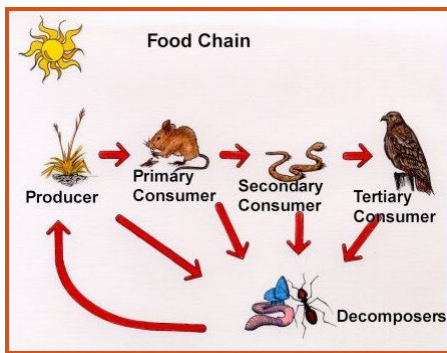 Food Chain
Producer
Primary
Consumer
Secondary
Consumer
Tertiary
Consumer
Decomposers